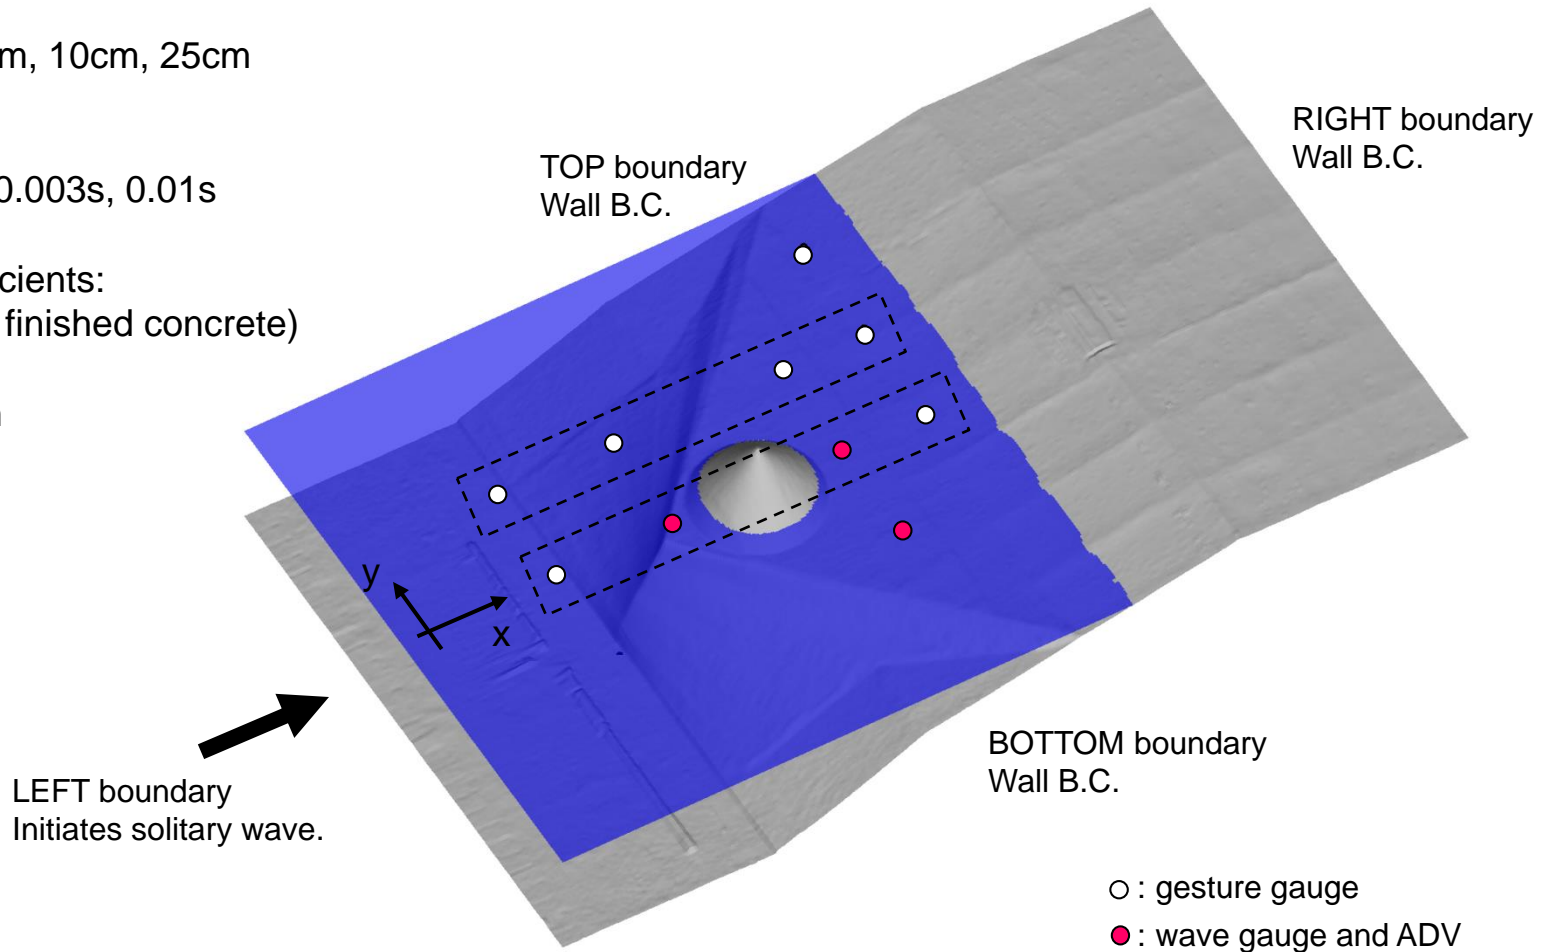 m, 10cm, 25cm
0.003s, 0.01s
cients:
finished concrete)
TOP boundary
Wall B.C.
RIGHT boundary
Wall B.C.
y
x
LEFT boundary
Initiates solitary wave.
BOTTOM boundary
Wall B.C.
: gesture gauge
: wave gauge and ADV